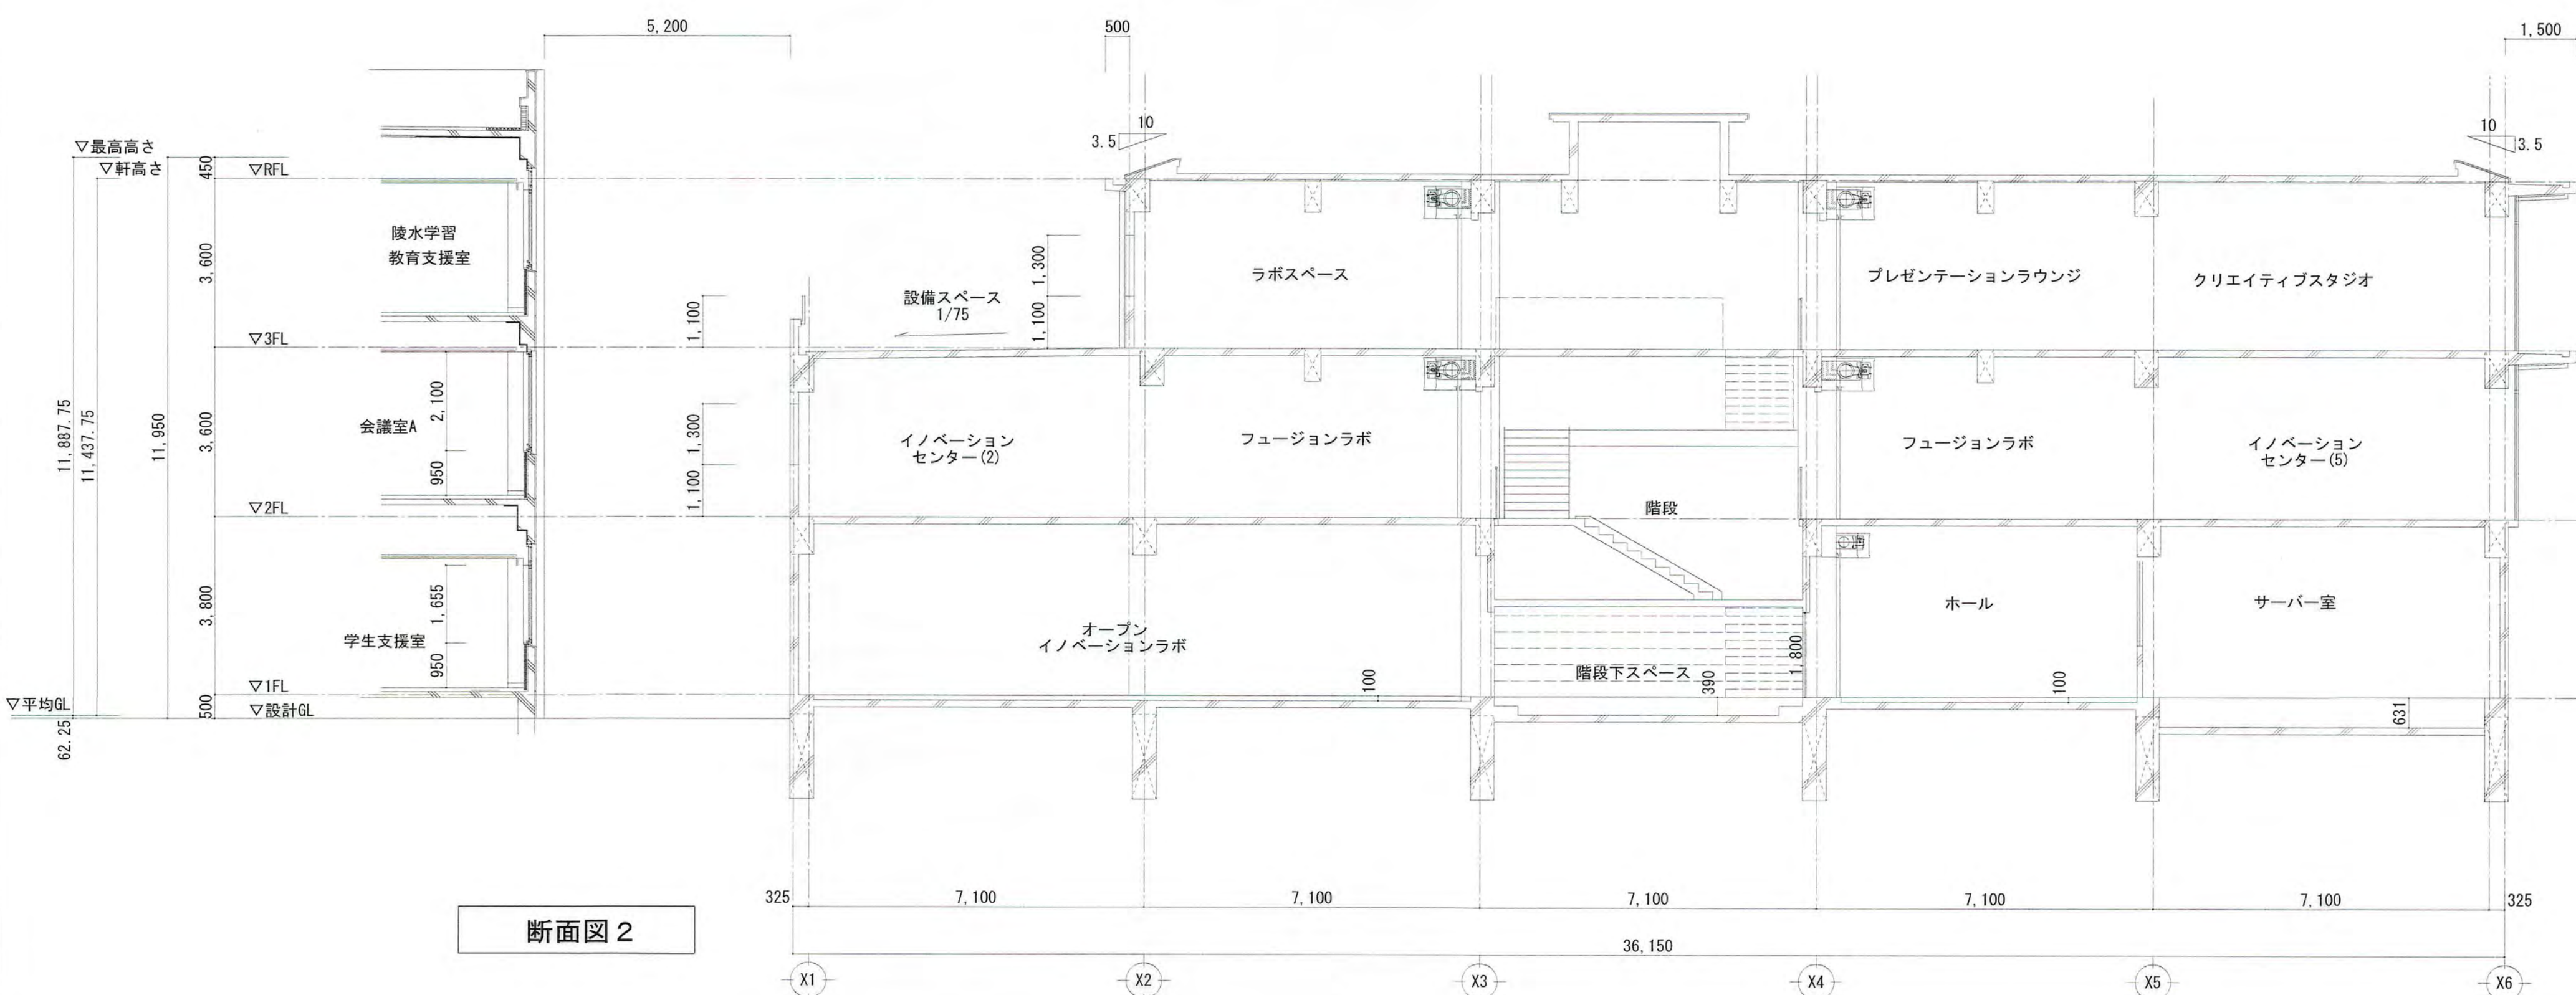 5,200
500
1,500
10
3.5
10
3.5
▽最高高さ
▽軒高さ
450
▽RFL
陵水学習
教育支援室
3,600
設備スペース
1/75
1,100
1,300
1,100
ラボスペース
プレゼンテーションラウンジ
クリエイティブスタジオ
▽3FL
11,887.75
11,437.75
11,950
3,600
会議室A
2,100
950
1,300
1,100
イノベーション
センター(2)
フュージョンラボ
フュージョンラボ
イノベーション
センター(5)
階段
▽2FL
3,800
学生支援室
1,655
950
オープン
イノベーションラボ
100
階段下スペース
390
1,800
ホール
100
サーバー室
631
▽1FL
▽平均GL
▽設計GL
500
62.25
325
7,100
7,100
7,100
7,100
7,100
325
断面図2
36,150
X1
X2
X3
X4
X5
X6